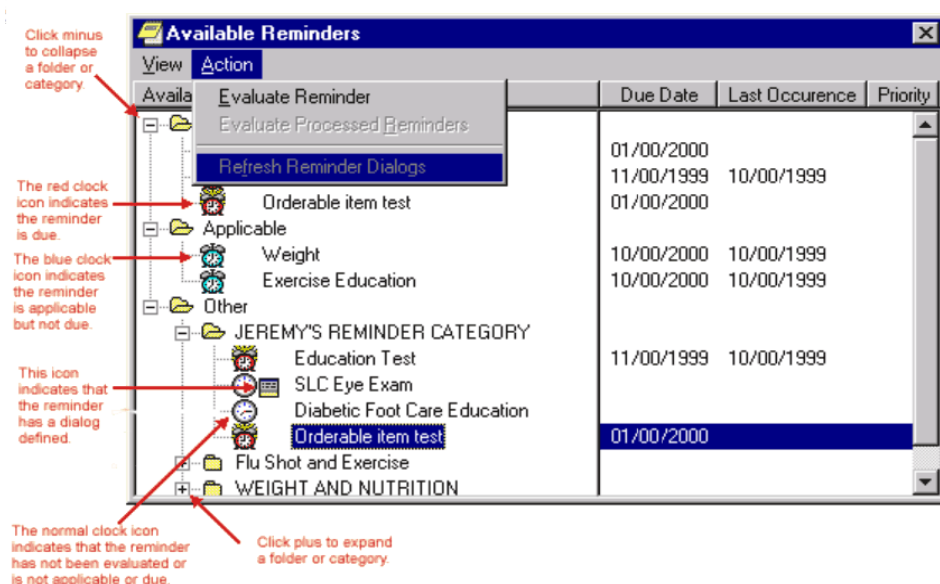 Click minus
to collapse
a folder or
category.
Available Reminders
View Action
Availa Due Date Last Occurence Priority
Evaluate Reminder
Evaluate Processed Reminders
Refresh Reminder Dialogs
01/00/2000
11/00/1999 10/00/1999
The red clock
icon indicates
the reminder
is due.
Orderable item test 01/00/2000
Applicable
The blue clock
icon indicates
the reminder
is applicable
but not due.
Weight 10/00/2000 10/00/1999
Exercise Education 10/00/2000 10/00/1999
Other
JEREMY'S REMINDER CATEGORY
Education Test 11/00/1999 10/00/1999
This icon
indicates that
the reminder
has a dialog
defined.
SLC Eye Exam
Diabetic Foot Care Education
Orderable item test 01/00/2000
Flu Shot and Exercise
WEIGHT AND NUTRITION
The normal clock icon
indicates that the reminder
has not been evaluated or
is not applicable or due.
Click plus to expand
a folder or category.